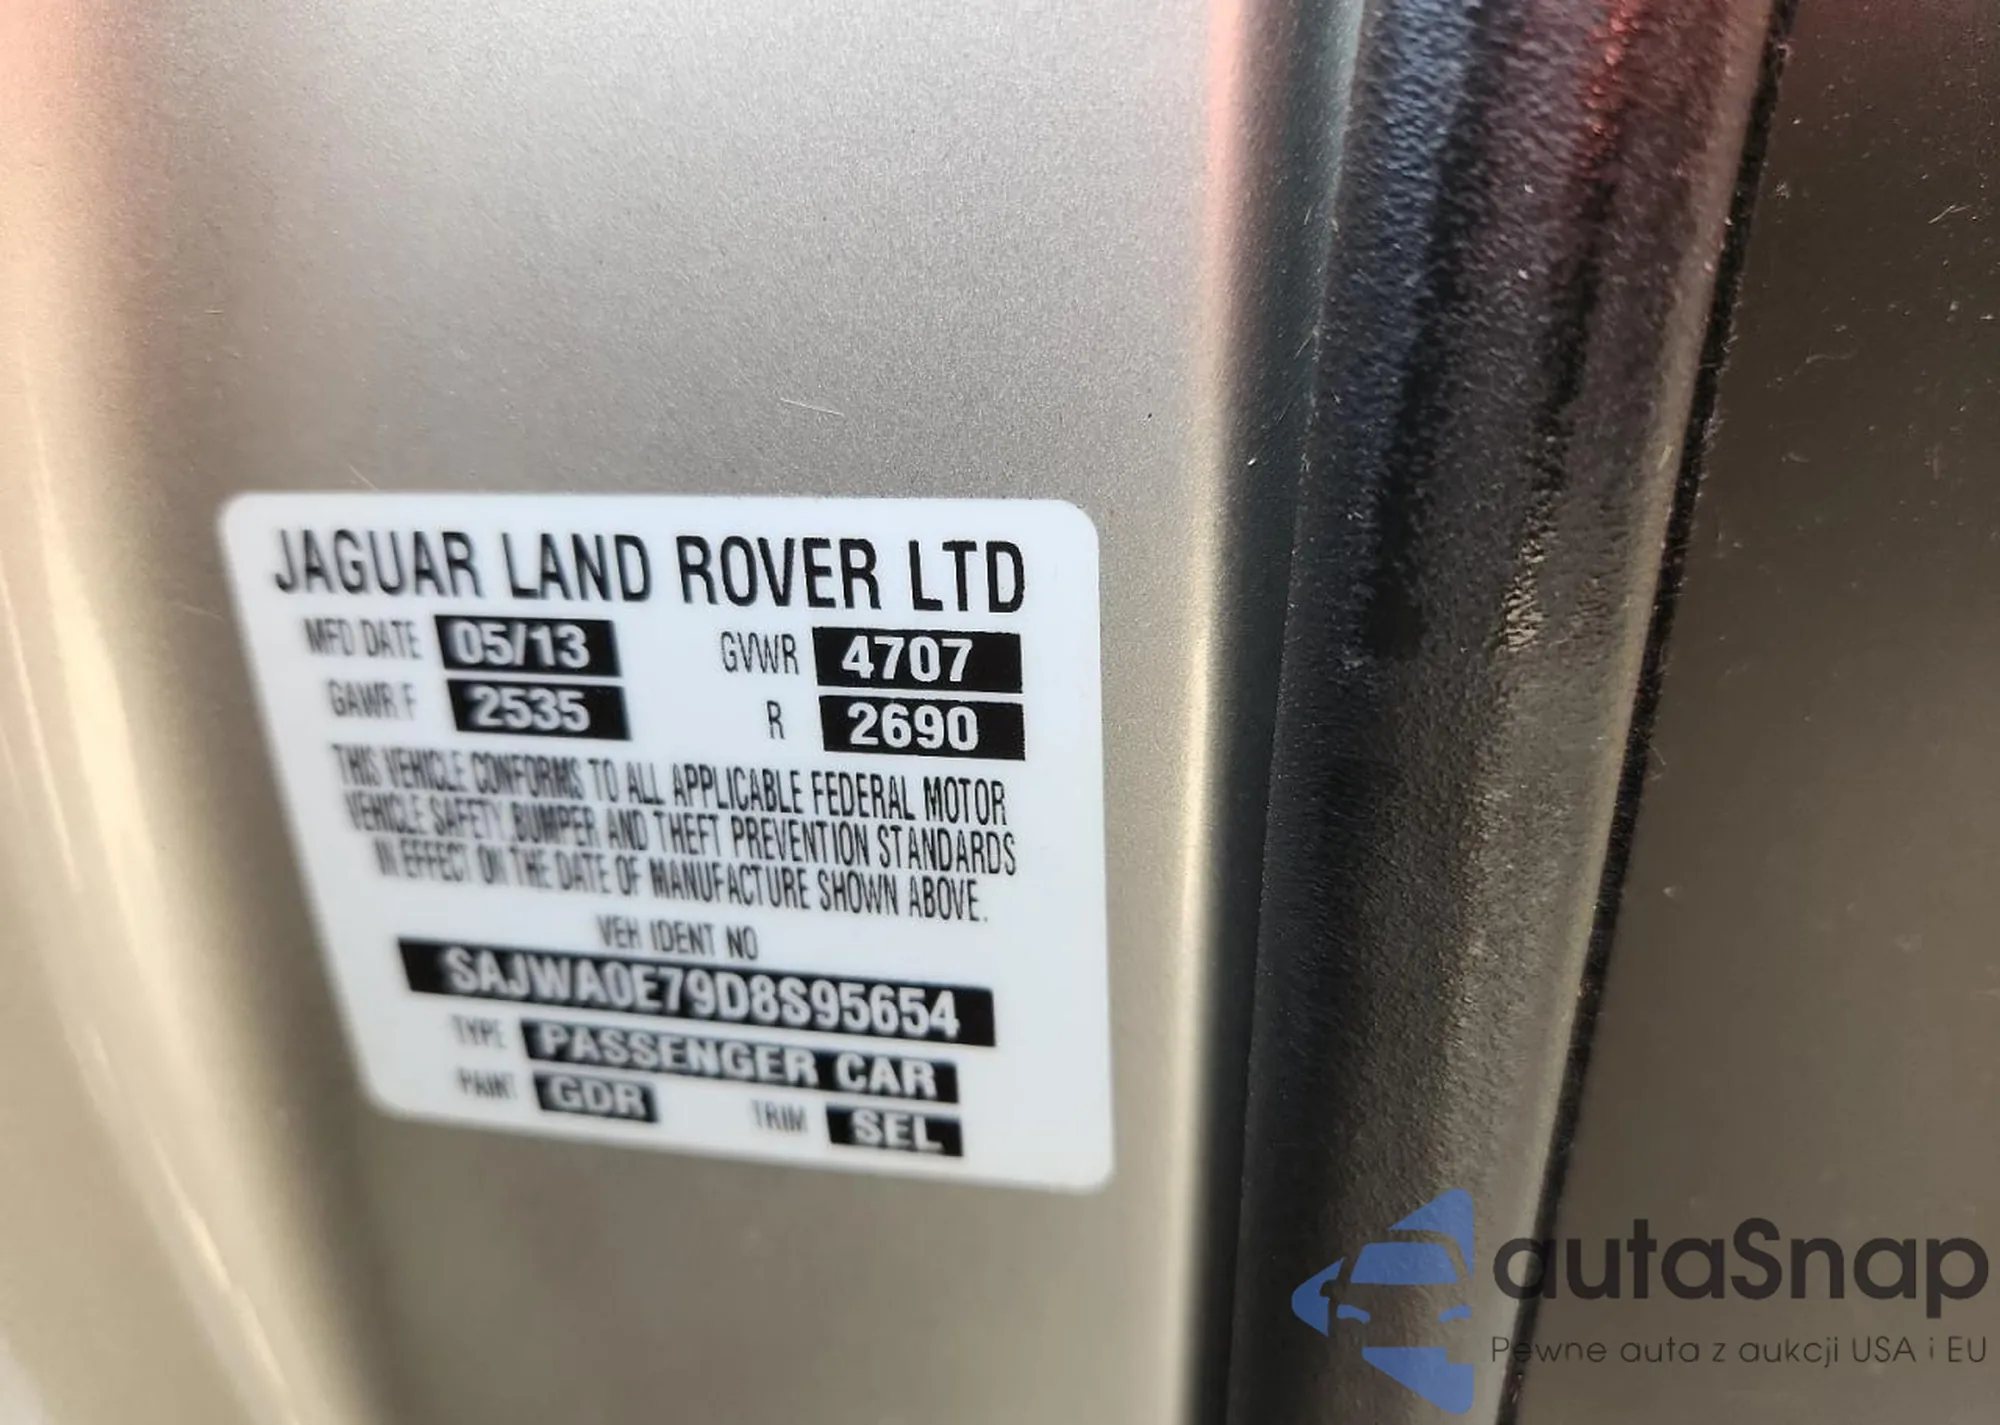 JAGUAR LAND ROVER LTD
MFD DATE 05/13 GVWR 4707
GAWR F 2535 R 2690
THIS VEHICLE CONFORMS TO ALL APPLICABLE FEDERAL MOTOR
VEHICLE SAFETY, BUMPER AND THEFT PREVENTION STANDARDS
IN EFFECT ON THE DATE OF MANUFACTURE SHOWN ABOVE.
VEH IDENT NO
SAJWA0E79D8S95654
TYPE PASSENGER CAR
PAINT GDR TRIM SEL
autaSnap
Pewne auta z aukcji USA i EU